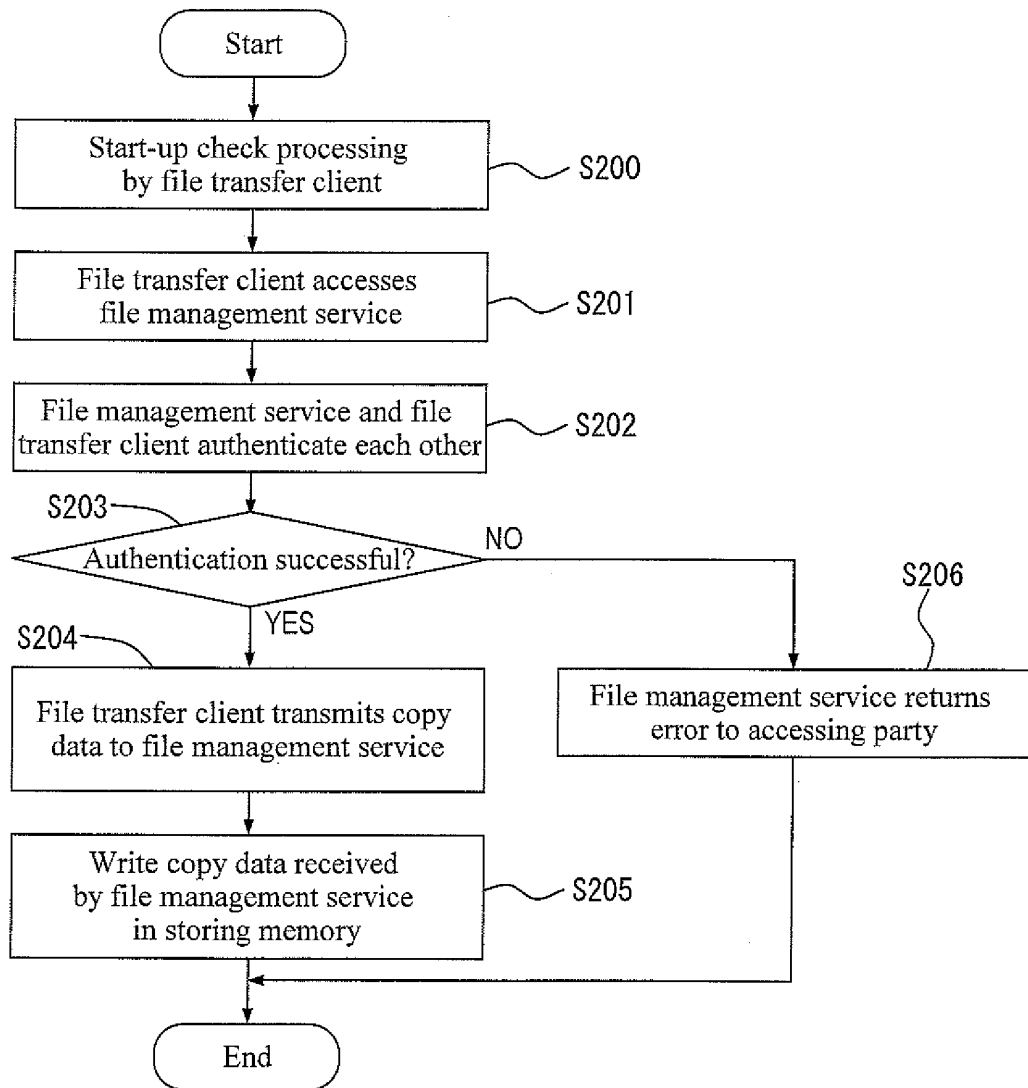 Start
Start-up check processing
by file transfer client
S200
File transfer client accesses
file management service
S201
File management service and file
transfer client authenticate each other
S202
S203
Authentication successful?
NO
YES
S204
File transfer client transmits copy
data to file management service
S206
File management service returns
error to accessing party
Write copy data received
by file management service
in storing memory
S205
End